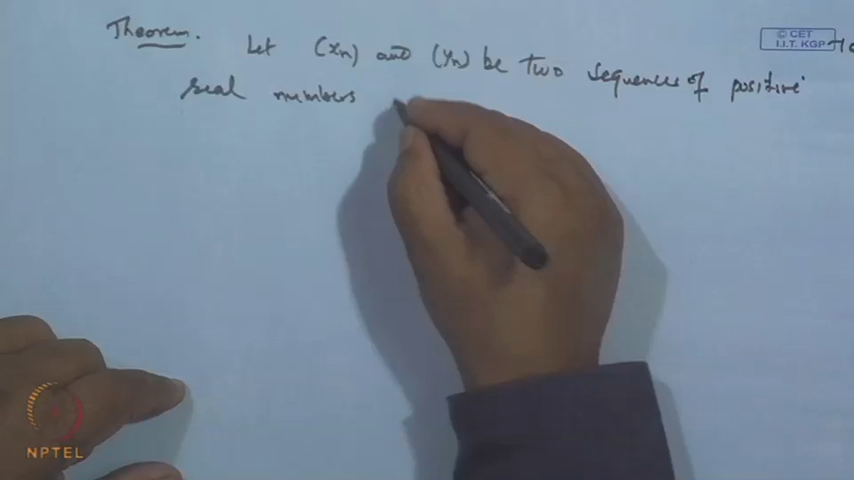 Theorem. Let (xn) and (yn) be two sequences of positive
real numbers
© CET
I.I.T. KGP
NPTEL